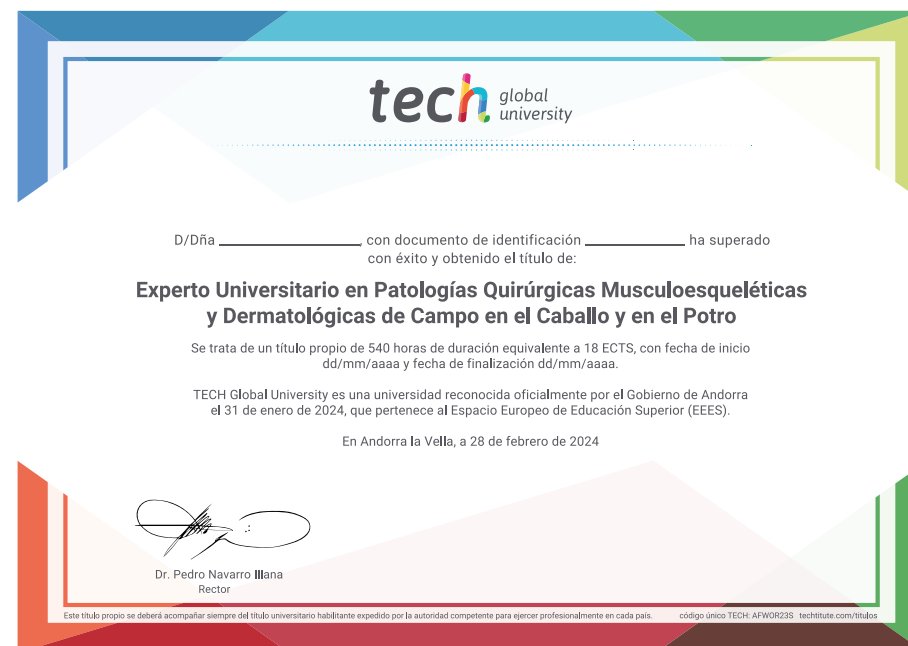 tech global university
D/Dña ______________________, con documento de identificación ______________ ha superado
con éxito y obtenido el título de:
Experto Universitario en Patologías Quirúrgicas Musculoesqueléticas
y Dermatológicas de Campo en el Caballo y en el Potro
Se trata de un título propio de 540 horas de duración equivalente a 18 ECTS, con fecha de inicio
dd/mm/aaaa y fecha de finalización dd/mm/aaaa.
TECH Global University es una universidad reconocida oficialmente por el Gobierno de Andorra
el 31 de enero de 2024, que pertenece al Espacio Europeo de Educación Superior (EEES).
En Andorra la Vella, a 28 de febrero de 2024
Dr. Pedro Navarro Illana
Rector
Este título propio se deberá acompañar siempre del título universitario habilitante expedido por la autoridad competente para ejercer profesionalmente en cada país. código único TECH: AFWOR23S techtitute.com/titulos